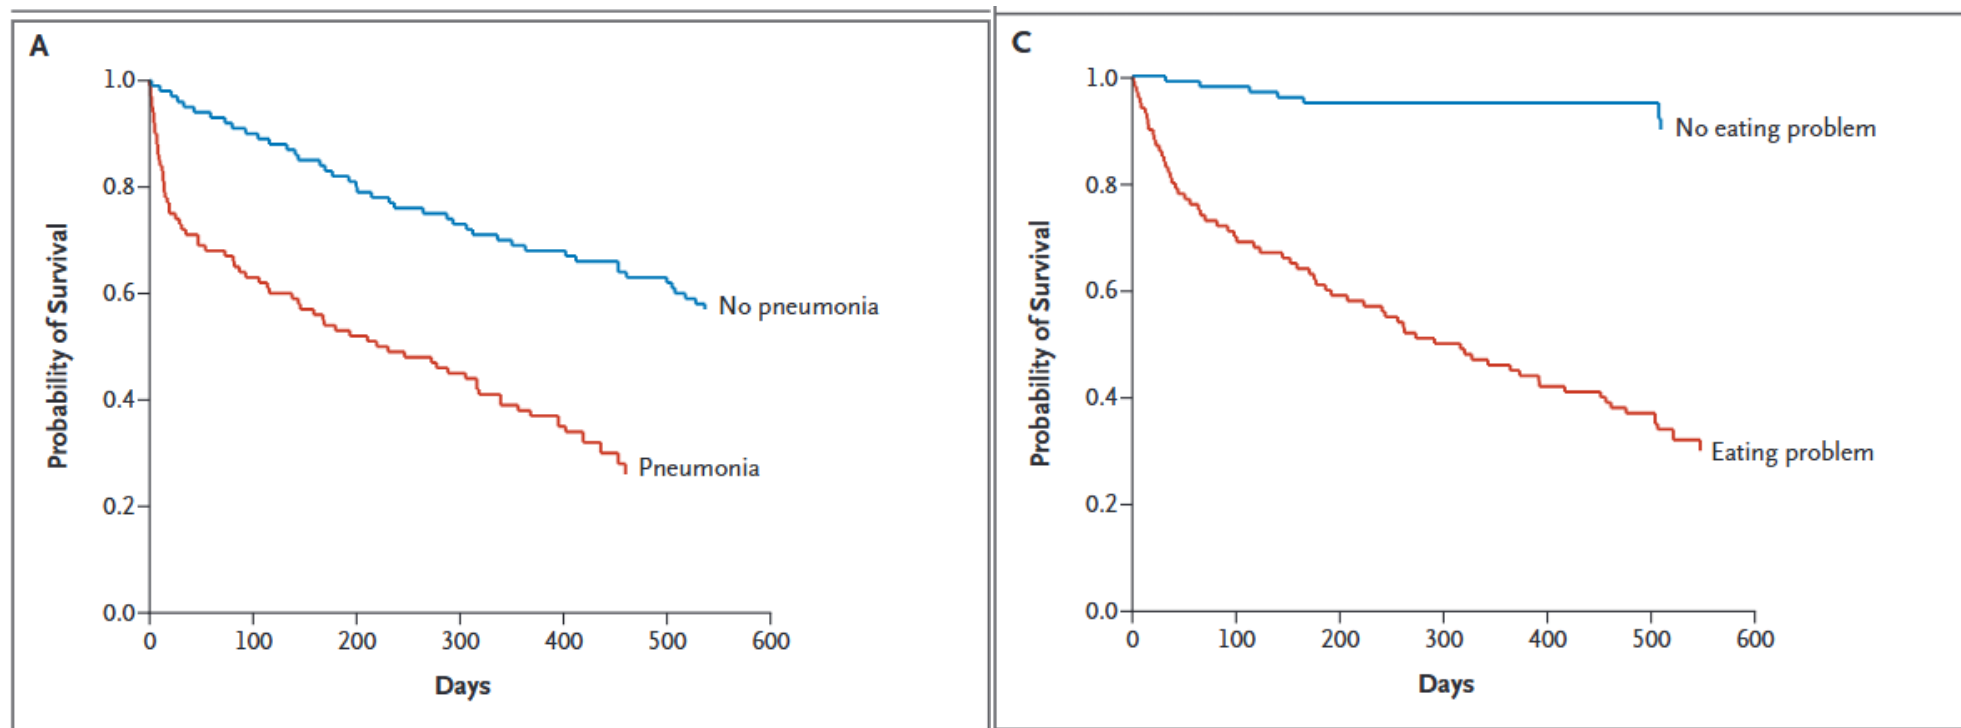 A
1.0
0.8
0.6
0.4
0.2
0.0
Probability of Survival
No pneumonia
Pneumonia
0 100 200 300 400 500 600
Days
C
1.0
0.8
0.6
0.4
0.2
0.0
Probability of Survival
No eating problem
Eating problem
0 100 200 300 400 500 600
Days